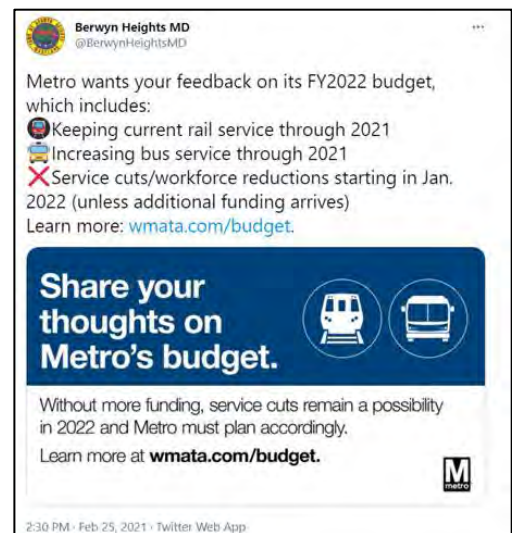 Berwyn Heights MD
@BerwynHeightsMD
Metro wants your feedback on its FY2022 budget,
which includes:
Keeping current rail service through 2021
Increasing bus service through 2021
Service cuts/workforce reductions starting in Jan.
2022 (unless additional funding arrives)
Learn more: wmata.com/budget.
Share your
thoughts on
Metro's budget.
Without more funding, service cuts remain a possibility
in 2022 and Metro must plan accordingly.
Learn more at wmata.com/budget.
M
metro
2:30 PM · Feb 25, 2021 · Twitter Web App